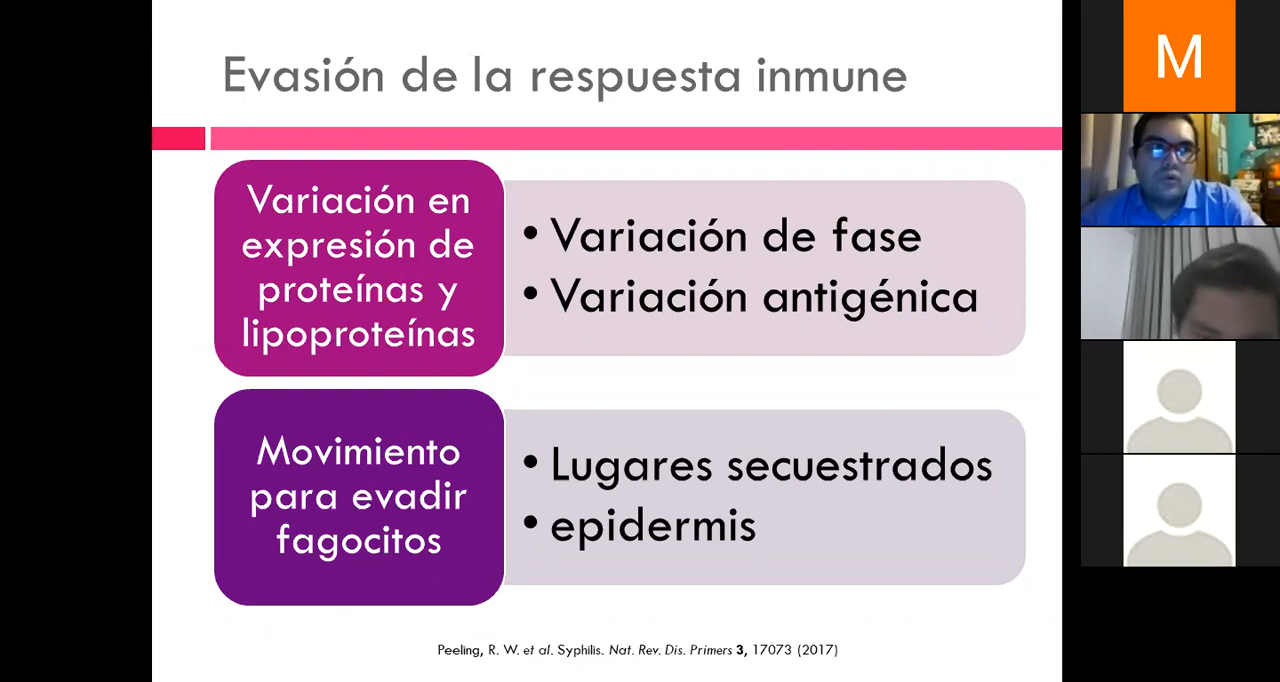 Evasión de la respuesta inmune
Variación en
expresión de
proteínas y
lipoproteínas
• Variación de fase
• Variación antigénica
Movimiento
para evadir
fagocitos
• Lugares secuestrados
• epidermis
Peeling, R. W. et al. Syphilis. Nat. Rev. Dis. Primers 3, 17073 (2017)
M